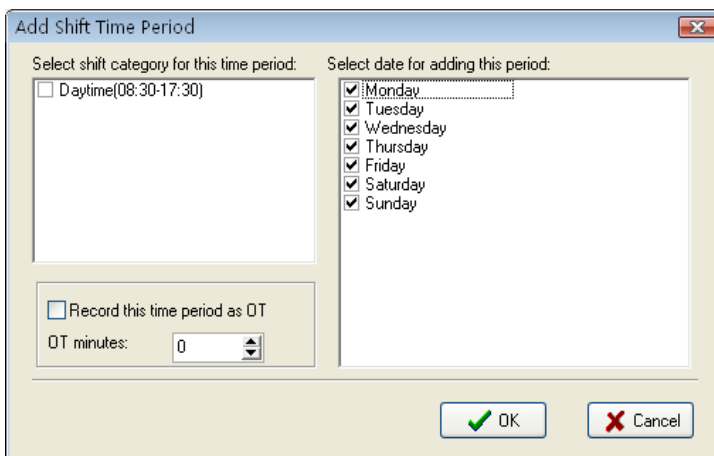 Add Shift Time Period
Select shift category for this time period:
Daytime(08:30-17:30)
Select date for adding this period:
Monday
Tuesday
Wednesday
Thursday
Friday
Saturday
Sunday
Record this time period as OT
OT minutes:
0
OK
Cancel